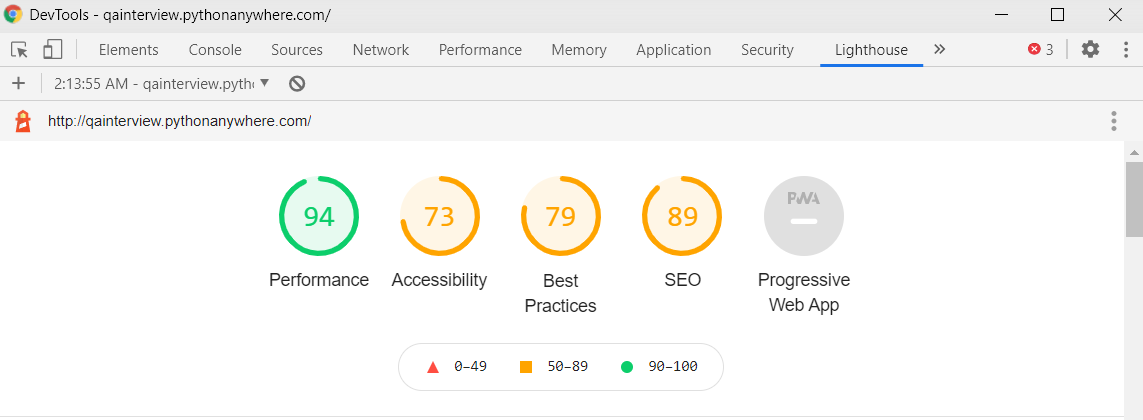 DevTools - qainterview.pythonanywhere.com/
Elements Console Sources Network Performance Memory Application Security Lighthouse » 3
2:13:55 AM - qainterview.pytho
http://qainterview.pythonanywhere.com/
94 73 79 89 PWA
Performance Accessibility Best Practices SEO Progressive Web App
0–49 50–89 90–100